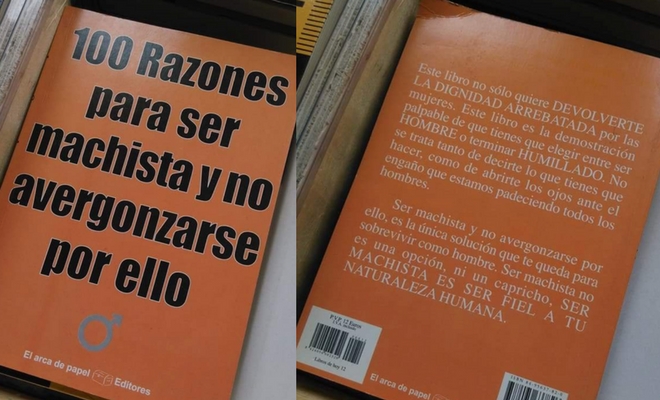 100 Razones
para ser
machista y no
avergonzarse
por ello
El arca de papel Editores
Este libro no sólo quiere DEVOLVERTE
LA DIGNIDAD ARREBATADA por las
mujeres. Este libro es la demostración
palpable de que tienes que elegir entre ser
HOMBRE o terminar HUMILLADO. No
se trata tanto de decirte lo que tienes que
hacer, como de abrirte los ojos ante el
engaño que estamos padeciendo todos los
hombres.
Ser machista y no avergonzarse por
ello, es la única solución que te queda para
sobrevivir como hombre. Ser machista no
es una opción, ni un capricho, SER
MACHISTA ES SER FIEL A TU
NATURALEZA HUMANA.
P.V.P. 12 Euros
El arca de papel